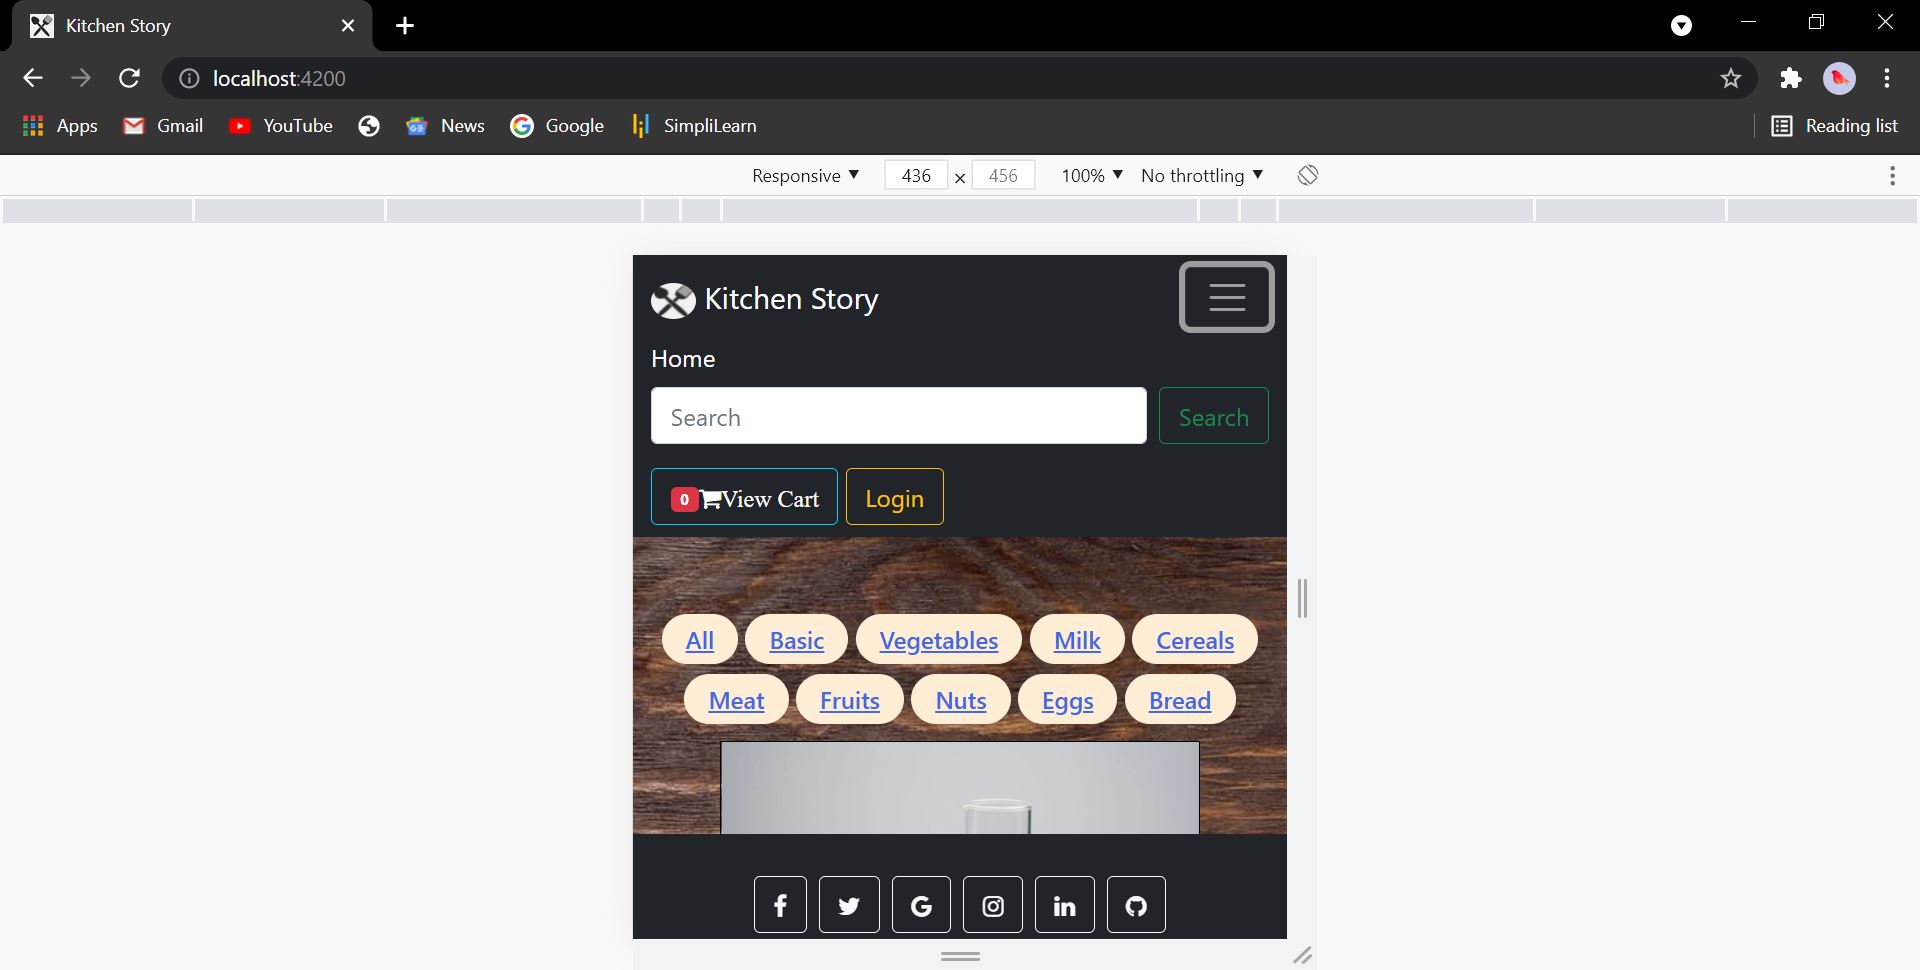 Kitchen Story
localhost:4200
Apps Gmail YouTube News Google SimpliLearn Reading list
Responsive 436 × 456 100% No throttling
Kitchen Story
Home
Search Search
0 View Cart Login
All Basic Vegetables Milk Cereals
Meat Fruits Nuts Eggs Bread